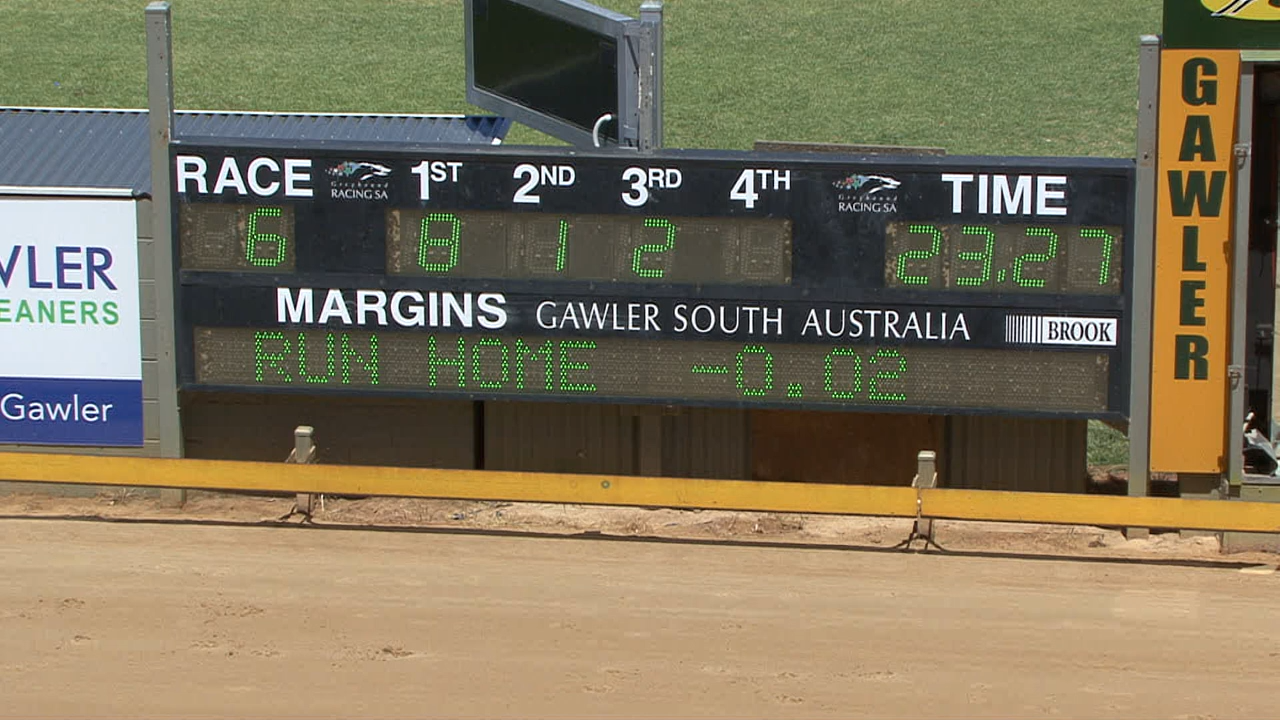 RACE Greyhound RACING SA 1ST 2ND 3RD 4TH Greyhound RACING SA TIME
6 8 1 2 23.27
MARGINS GAWLER SOUTH AUSTRALIA BROOK
RUN HOME -0.02
GAWLER
WLER
EANERS
Gawler